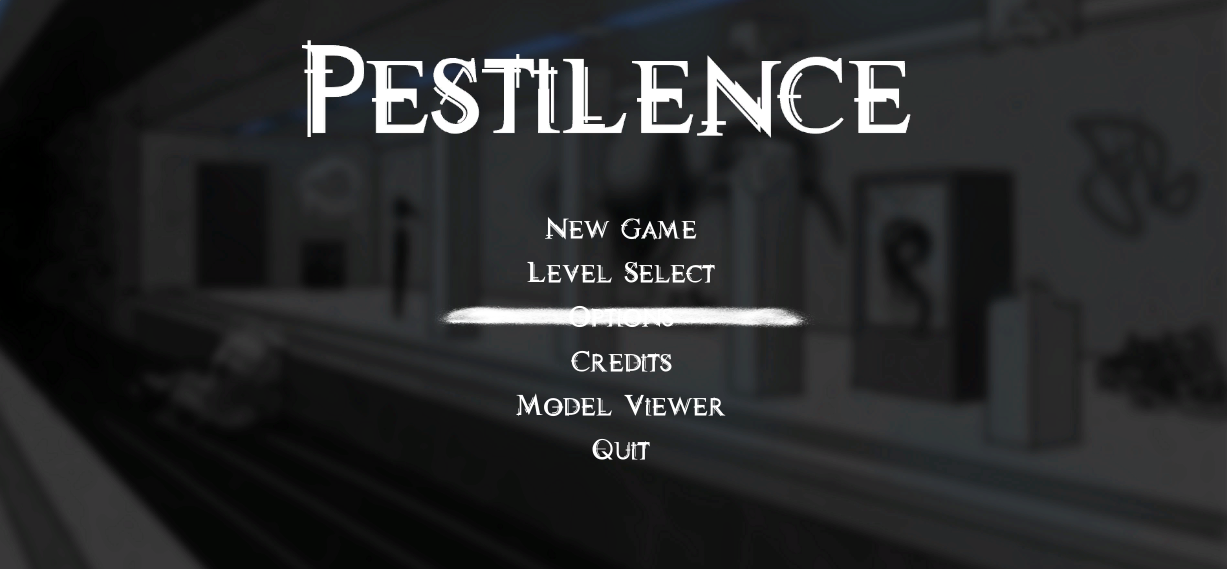 PESTILENCE
NEW GAME
LEVEL SELECT
OPTIONS
CREDITS
MODEL VIEWER
QUIT